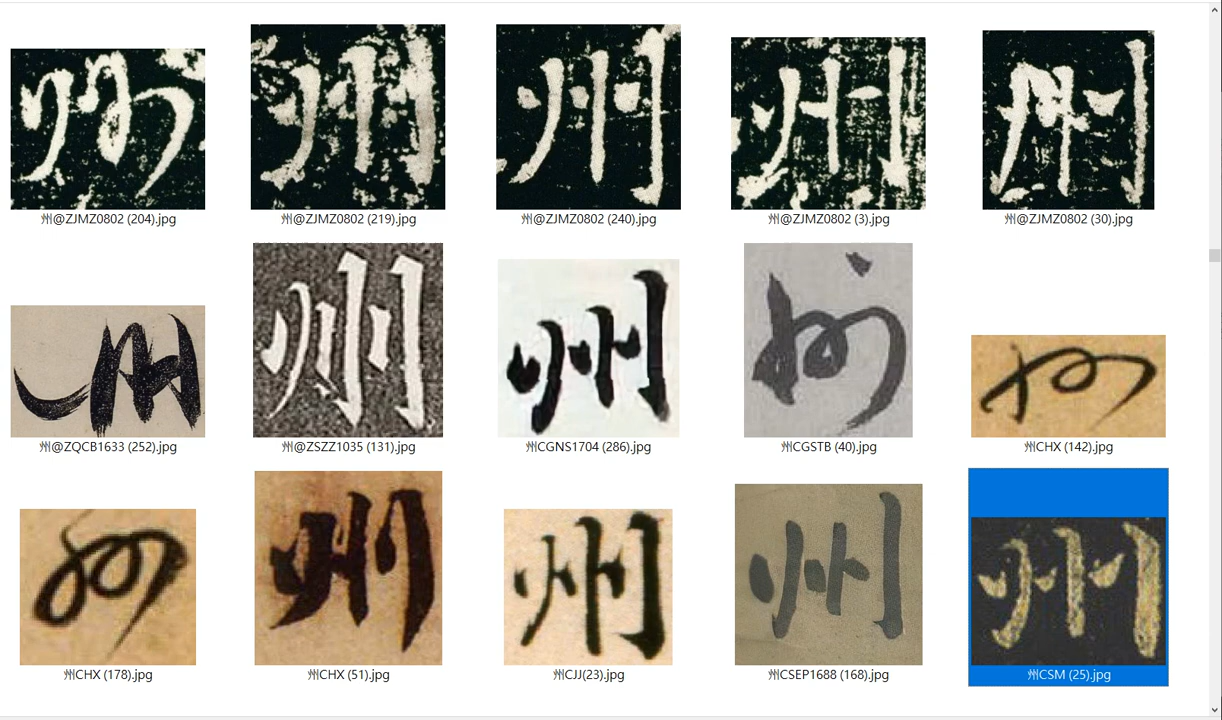 州 州 州 州 州
州@ZJMZ0802 (204).jpg 州@ZJMZ0802 (219).jpg 州@ZJMZ0802 (240).jpg 州@ZJMZ0802 (3).jpg 州@ZJMZ0802 (30).jpg
州 州 州 州 州
州@ZQCB1633 (252).jpg 州@ZSZZ1035 (131).jpg 州CGNS1704 (286).jpg 州CGSTB (40).jpg 州CHX (142).jpg
州 州 州 州 州
州CHX (178).jpg 州CHX (51).jpg 州CJJ(23).jpg 州CSEP1688 (168).jpg 州CSM (25).jpg